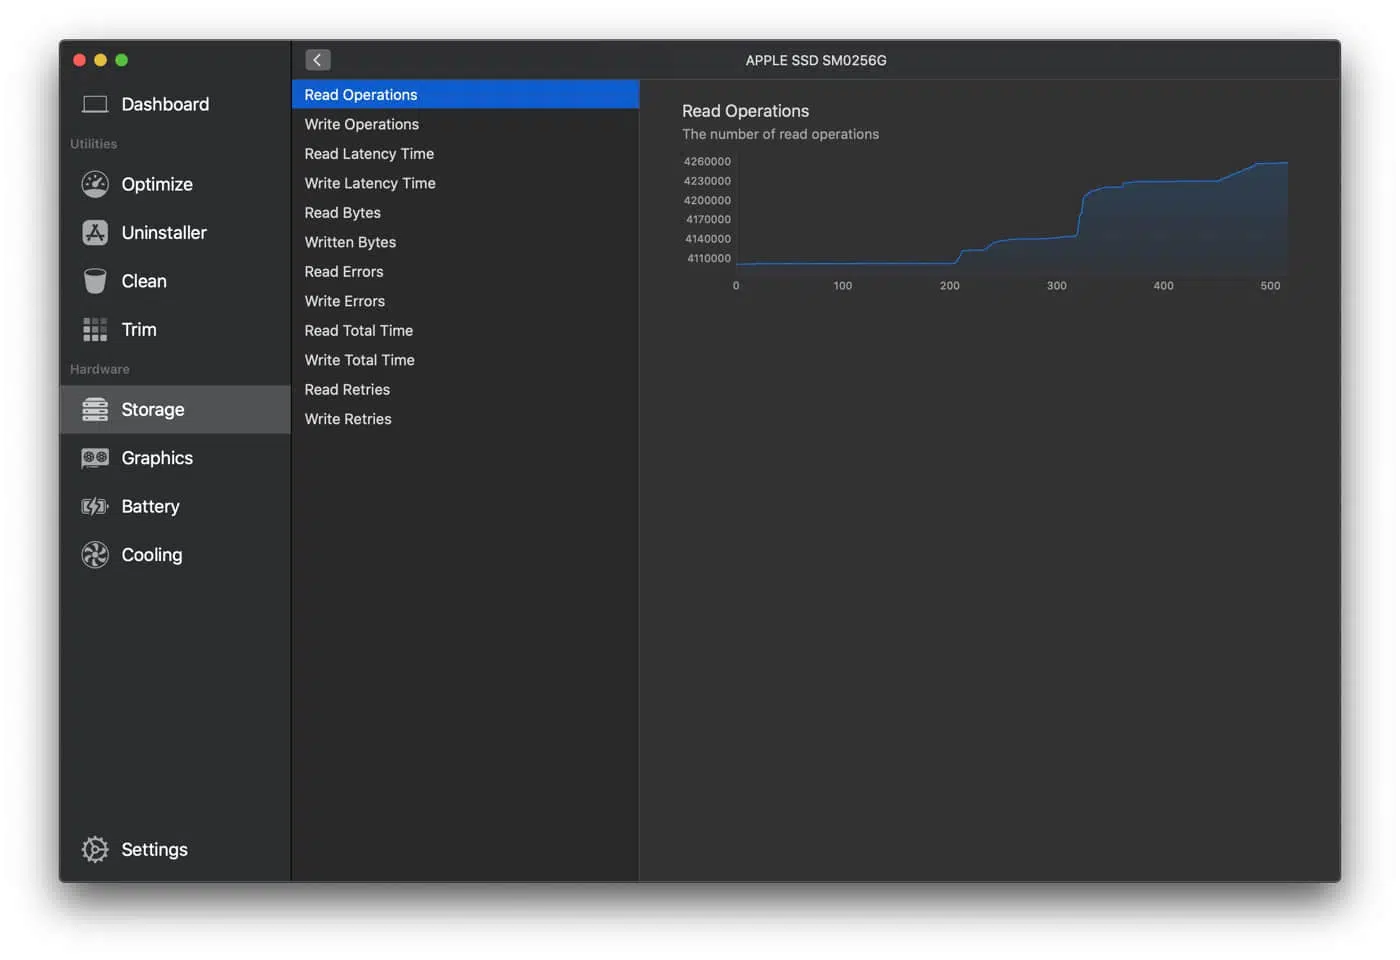 APPLE SSD SM0256G
Dashboard
Utilities
Optimize
Uninstaller
Clean
Trim
Hardware
Storage
Graphics
Battery
Cooling
Settings
Read Operations
Write Operations
Read Latency Time
Write Latency Time
Read Bytes
Written Bytes
Read Errors
Write Errors
Read Total Time
Write Total Time
Read Retries
Write Retries
Read Operations
The number of read operations
4260000
4230000
4200000
4170000
4140000
4110000
0 100 200 300 400 500